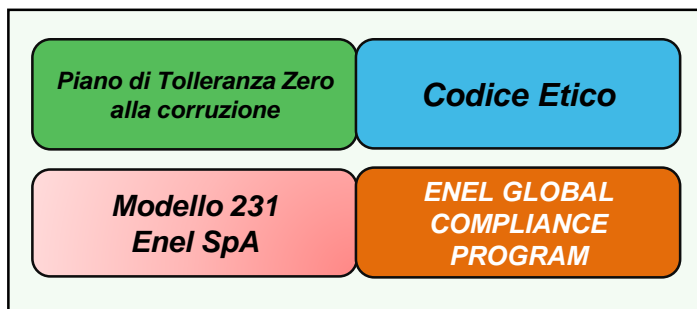 Piano di Tolleranza Zero
alla corruzione
Codice Etico
Modello 231
Enel SpA
ENEL GLOBAL
COMPLIANCE
PROGRAM